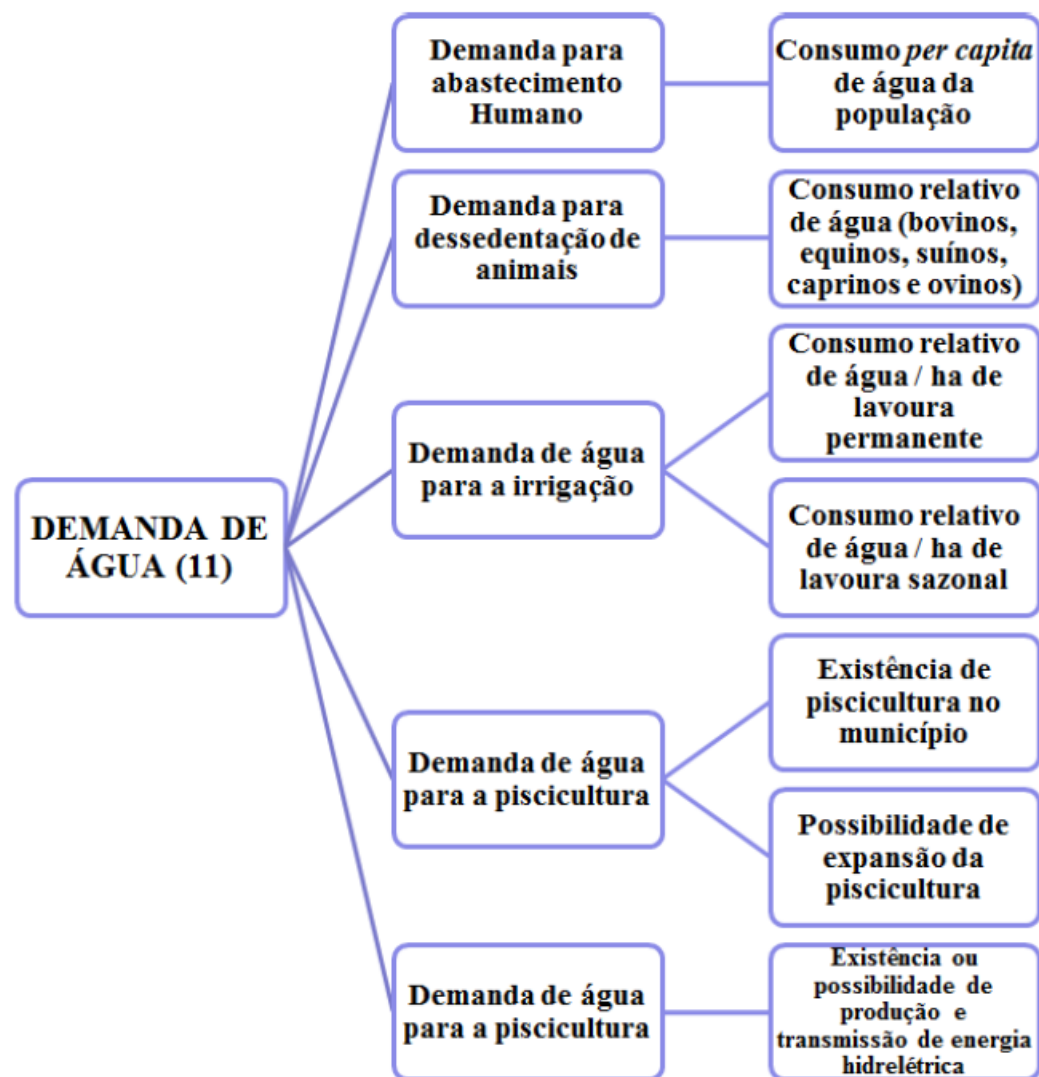 Demanda para
abastecimento
Humano
Consumo per capita
de água da
população
Demanda para
dessedentação de
animais
Consumo relativo
de água (bovinos,
equinos, suínos,
caprinos e ovinos)
Consumo relativo
de água / ha de
lavoura
permanente
Demanda de água
para a irrigação
DEMANDA DE
ÁGUA (11)
Consumo relativo
de água / ha de
lavoura sazonal
Existência de
piscicultura no
município
Demanda de água
para a piscicultura
Possibilidade de
expansão da
piscicultura
Demanda de água
para a piscicultura
Existência ou
possibilidade de
produção e
transmissão de energia
hidrelétrica